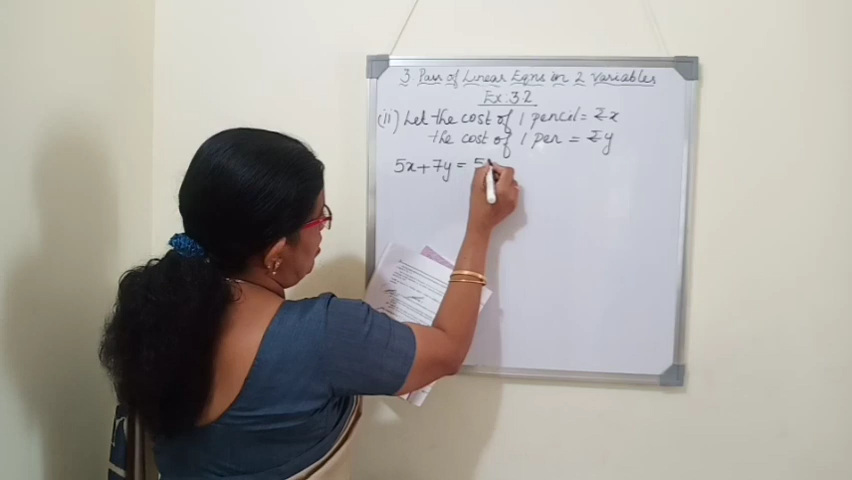 3 Pair of Linear Eqns in 2 Variables
Ex:3.2
(ii) Let the cost of 1 pencil = ₹x
the cost of 1 pen = ₹y
5x+7y = 5